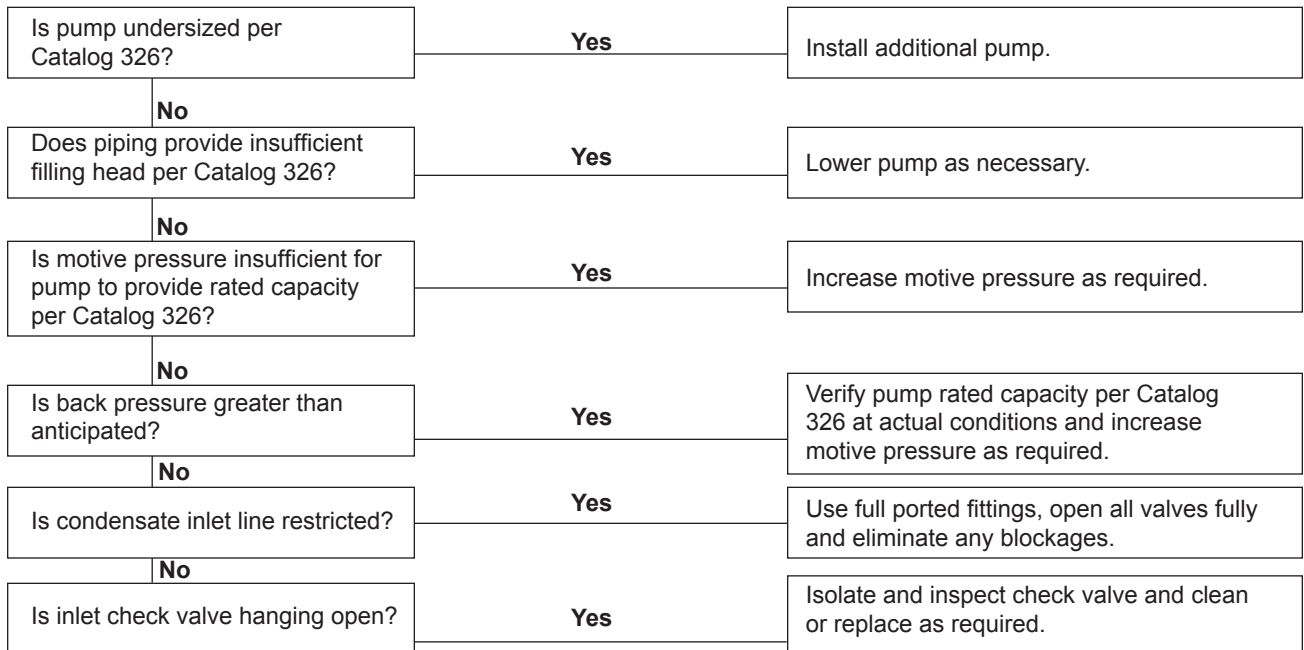 Is pump undersized per
Catalog 326?
Yes
Install additional pump.
No
Does piping provide insufficient
filling head per Catalog 326?
Yes
Lower pump as necessary.
No
Is motive pressure insufficient for
pump to provide rated capacity
per Catalog 326?
Yes
Increase motive pressure as required.
No
Is back pressure greater than
anticipated?
Yes
Verify pump rated capacity per Catalog
326 at actual conditions and increase
motive pressure as required.
No
Is condensate inlet line restricted?
Yes
Use full ported fittings, open all valves fully
and eliminate any blockages.
No
Is inlet check valve hanging open?
Yes
Isolate and inspect check valve and clean
or replace as required.